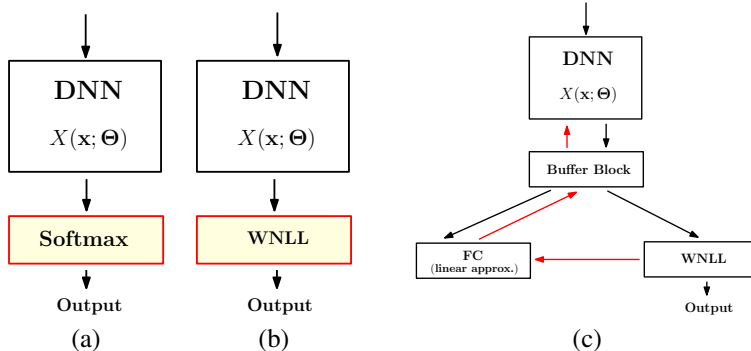 DNN
X(x; Θ)
Softmax
Output
(a)
DNN
X(x; Θ)
WNLL
Output
(b)
DNN
X(x; Θ)
Buffer Block
FC
(linear approx.)
WNLL
Output
(c)